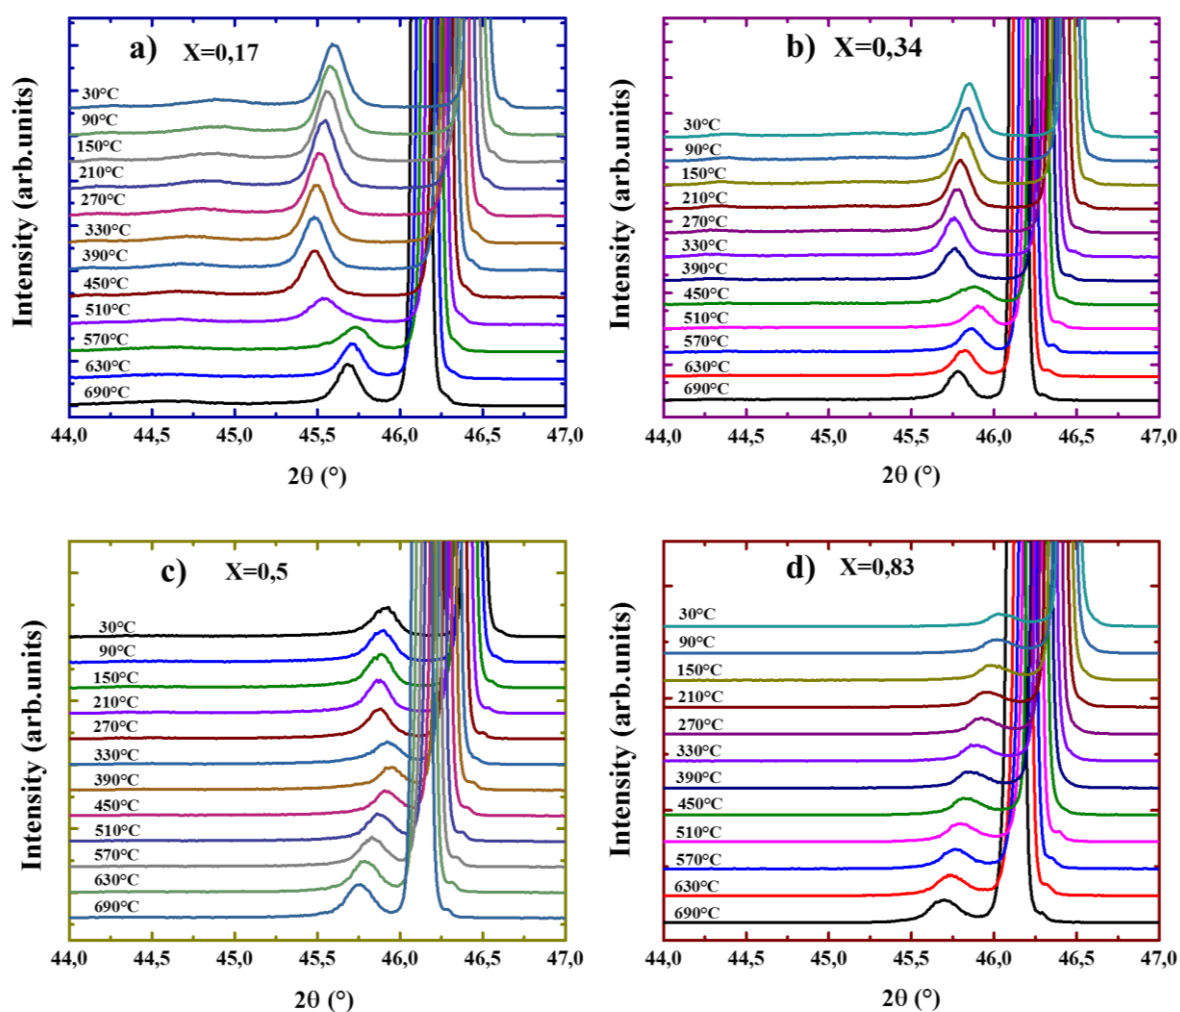 a) X=0,17
Intensity (arb.units)
30°C
90°C
150°C
210°C
270°C
330°C
390°C
450°C
510°C
570°C
630°C
690°C
44,0 44,5 45,0 45,5 46,0 46,5 47,0
2θ (°)
b) X=0,34
Intensity (arb.units)
30°C
90°C
150°C
210°C
270°C
330°C
390°C
450°C
510°C
570°C
630°C
690°C
44,0 44,5 45,0 45,5 46,0 46,5 47,0
2θ (°)
c) X=0,5
Intensity (arb.units)
30°C
90°C
150°C
210°C
270°C
330°C
390°C
450°C
510°C
570°C
630°C
690°C
44,0 44,5 45,0 45,5 46,0 46,5 47,0
2θ (°)
d) X=0,83
Intensity (arb.units)
30°C
90°C
150°C
210°C
270°C
330°C
390°C
450°C
510°C
570°C
630°C
690°C
44,0 44,5 45,0 45,5 46,0 46,5 47,0
2θ (°)